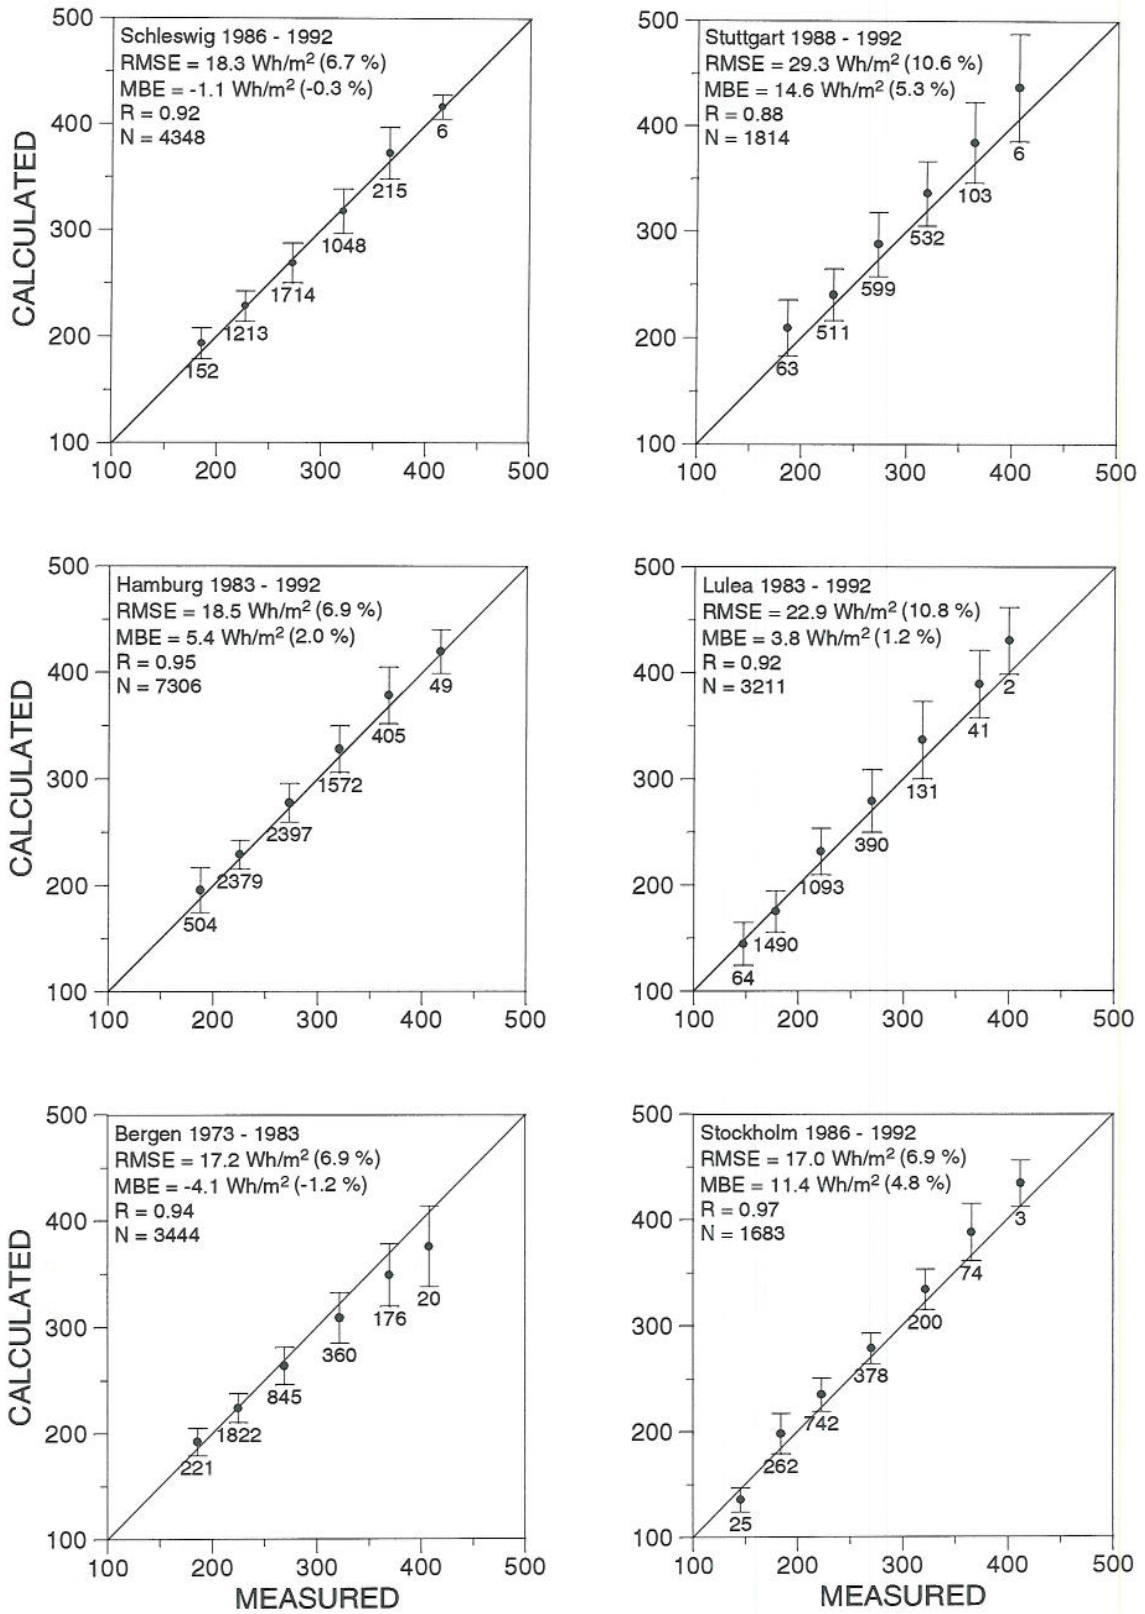 Schleswig 1986 - 1992
RMSE = 18.3 Wh/m² (6.7 %)
MBE = -1.1 Wh/m² (-0.3 %)
R = 0.92
N = 4348
CALCULATED
500
400
300
200
100
6
215
1048
1714
1213
152
100 200 300 400 500
Stuttgart 1988 - 1992
RMSE = 29.3 Wh/m² (10.6 %)
MBE = 14.6 Wh/m² (5.3 %)
R = 0.88
N = 1814
500
400
300
200
100
6
103
532
599
511
63
100 200 300 400 500
Hamburg 1983 - 1992
RMSE = 18.5 Wh/m² (6.9 %)
MBE = 5.4 Wh/m² (2.0 %)
R = 0.95
N = 7306
CALCULATED
500
400
300
200
100
49
405
1572
2397
2379
504
100 200 300 400 500
Lulea 1983 - 1992
RMSE = 22.9 Wh/m² (10.8 %)
MBE = 3.8 Wh/m² (1.2 %)
R = 0.92
N = 3211
500
400
300
200
100
2
41
131
390
1093
1490
64
100 200 300 400 500
Bergen 1973 - 1983
RMSE = 17.2 Wh/m² (6.9 %)
MBE = -4.1 Wh/m² (-1.2 %)
R = 0.94
N = 3444
CALCULATED
500
400
300
200
100
20
176
360
845
1822
221
100 200 300 400 500
MEASURED
Stockholm 1986 - 1992
RMSE = 17.0 Wh/m² (6.9 %)
MBE = 11.4 Wh/m² (4.8 %)
R = 0.97
N = 1683
500
400
300
200
100
3
74
200
378
742
262
25
100 200 300 400 500
MEASURED